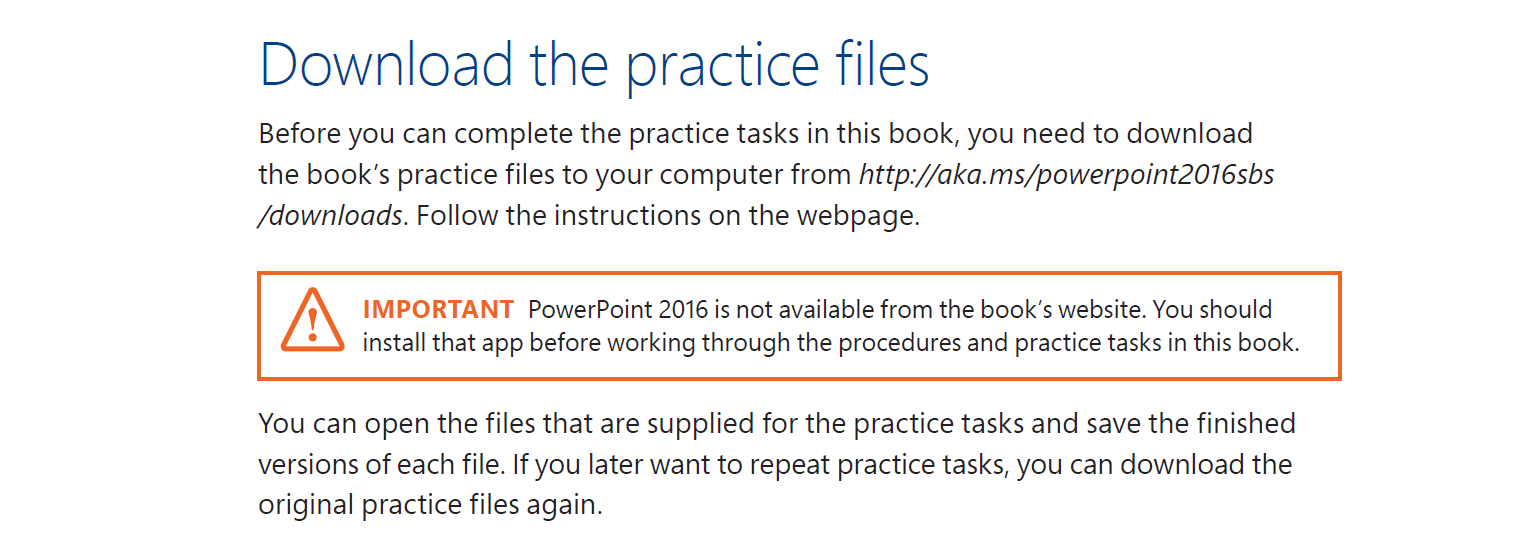 Download the practice files
Before you can complete the practice tasks in this book, you need to download
the book’s practice files to your computer from http://aka.ms/powerpoint2016sbs
/downloads. Follow the instructions on the webpage.
IMPORTANT PowerPoint 2016 is not available from the book’s website. You should
install that app before working through the procedures and practice tasks in this book.
You can open the files that are supplied for the practice tasks and save the finished
versions of each file. If you later want to repeat practice tasks, you can download the
original practice files again.